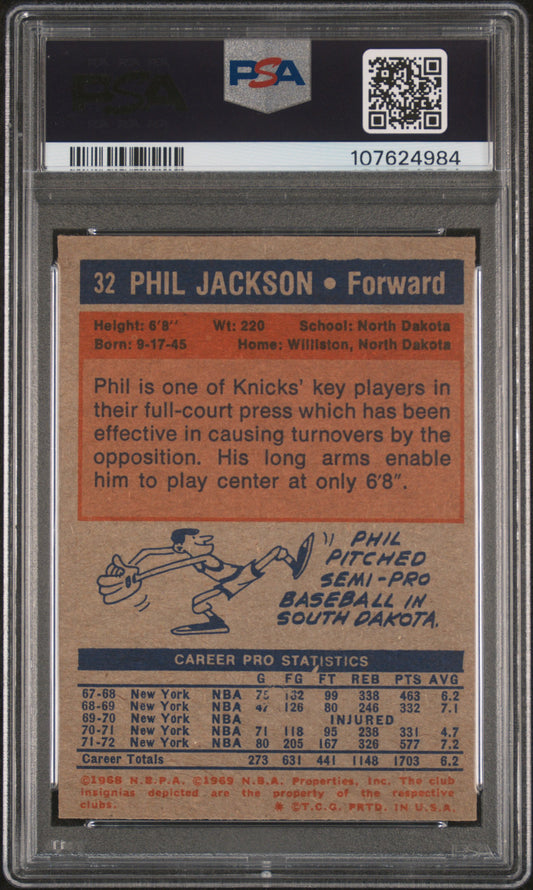 PSA
107624984
32 PHIL JACKSON • Forward
Height: 6'8" Wt: 220 School: North Dakota
Born: 9-17-45 Home: Williston, North Dakota
Phil is one of Knicks' key players in
their full-court press which has been
effective in causing turnovers by the
opposition. His long arms enable
him to play center at only 6'8".
PHIL
PITCHED
SEMI-PRO
BASEBALL IN
SOUTH DAKOTA.
CAREER PRO STATISTICS
G FG FT REB PTS AVG
67-68 New York NBA 132 99 338 463 6.2
68-69 New York NBA 126 80 246 332 7.1
69-70 New York NBA INJURED
70-71 New York NBA 71 118 95 238 331 4.7
71-72 New York NBA 80 205 167 326 577 7.2
Career Totals 273 631 441 1148 1703 6.2
©1968 N.B.P.A. ©1969 N.B.A. Properties, Inc. The club
insignias depicted are the property of the respective
clubs. * ©T.C.G. PRTD. IN U.S.A.